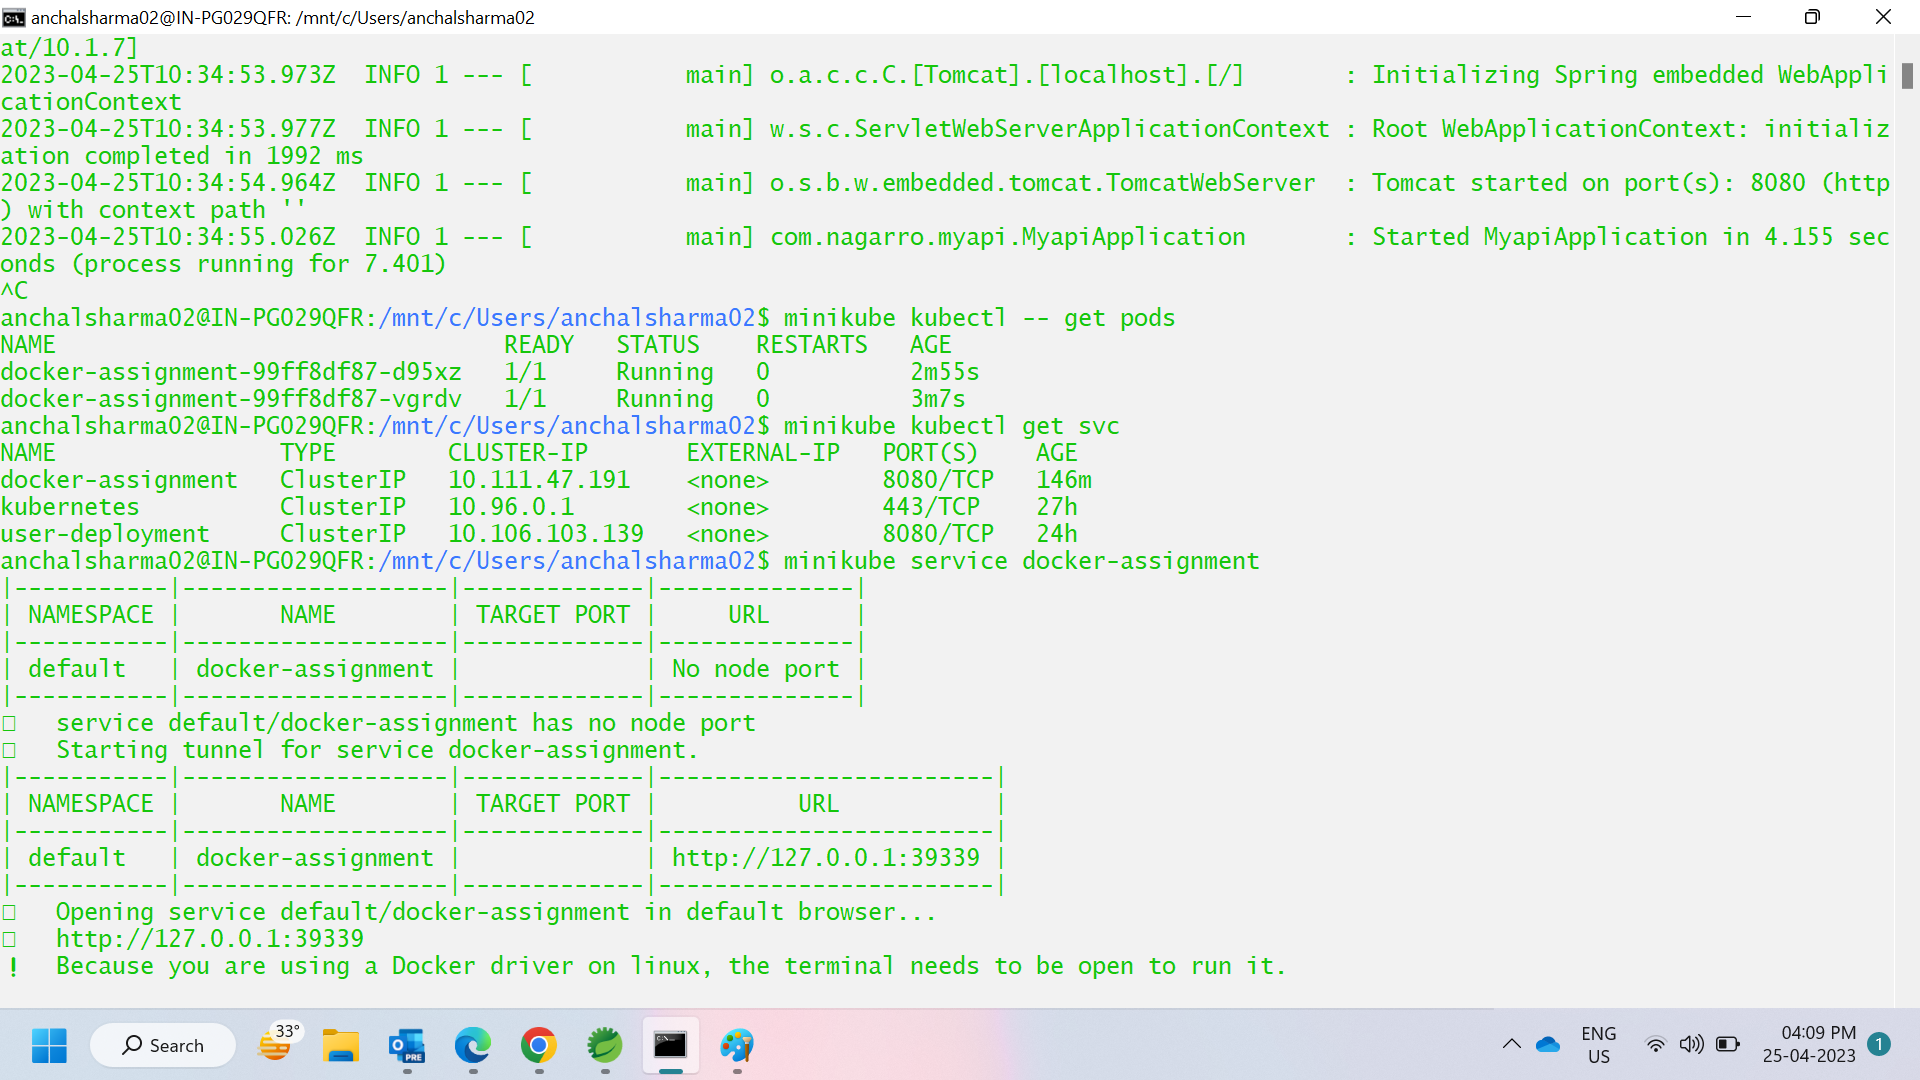 anchalsharma02@IN-PG029QFR: /mnt/c/Users/anchalsharma02
at/10.1.7]
2023-04-25T10:34:53.973Z  INFO 1 --- [           main] o.a.c.c.C.[Tomcat].[localhost].[/]       : Initializing Spring embedded WebAppli
cationContext
2023-04-25T10:34:53.977Z  INFO 1 --- [           main] w.s.c.ServletWebServerApplicationContext : Root WebApplicationContext: initializ
ation completed in 1992 ms
2023-04-25T10:34:54.964Z  INFO 1 --- [           main] o.s.b.w.embedded.tomcat.TomcatWebServer  : Tomcat started on port(s): 8080 (http
) with context path ''
2023-04-25T10:34:55.026Z  INFO 1 --- [           main] com.nagarro.myapi.MyapiApplication       : Started MyapiApplication in 4.155 sec
onds (process running for 7.401)
^C
anchalsharma02@IN-PG029QFR:/mnt/c/Users/anchalsharma02$ minikube kubectl -- get pods
NAME                                READY   STATUS    RESTARTS   AGE
docker-assignment-99ff8df87-d95xz   1/1     Running   0          2m55s
docker-assignment-99ff8df87-vgrdv   1/1     Running   0          3m7s
anchalsharma02@IN-PG029QFR:/mnt/c/Users/anchalsharma02$ minikube kubectl get svc
NAME                TYPE        CLUSTER-IP       EXTERNAL-IP   PORT(S)    AGE
docker-assignment   ClusterIP   10.111.47.191    <none>        8080/TCP   146m
kubernetes          ClusterIP   10.96.0.1        <none>        443/TCP    27h
user-deployment     ClusterIP   10.106.103.139   <none>        8080/TCP   24h
anchalsharma02@IN-PG029QFR:/mnt/c/Users/anchalsharma02$ minikube service docker-assignment
|-----------|-------------------|-------------|--------------|
| NAMESPACE |       NAME        | TARGET PORT |     URL      |
|-----------|-------------------|-------------|--------------|
| default   | docker-assignment |             | No node port |
|-----------|-------------------|-------------|--------------|
□   service default/docker-assignment has no node port
□   Starting tunnel for service docker-assignment.
|-----------|-------------------|-------------|------------------------|
| NAMESPACE |       NAME        | TARGET PORT |          URL           |
|-----------|-------------------|-------------|------------------------|
| default   | docker-assignment |             | http://127.0.0.1:39339 |
|-----------|-------------------|-------------|------------------------|
□   Opening service default/docker-assignment in default browser...
□   http://127.0.0.1:39339
!   Because you are using a Docker driver on linux, the terminal needs to be open to run it.
Search
33°
PRE
ENG
US
04:09 PM
25-04-2023
1